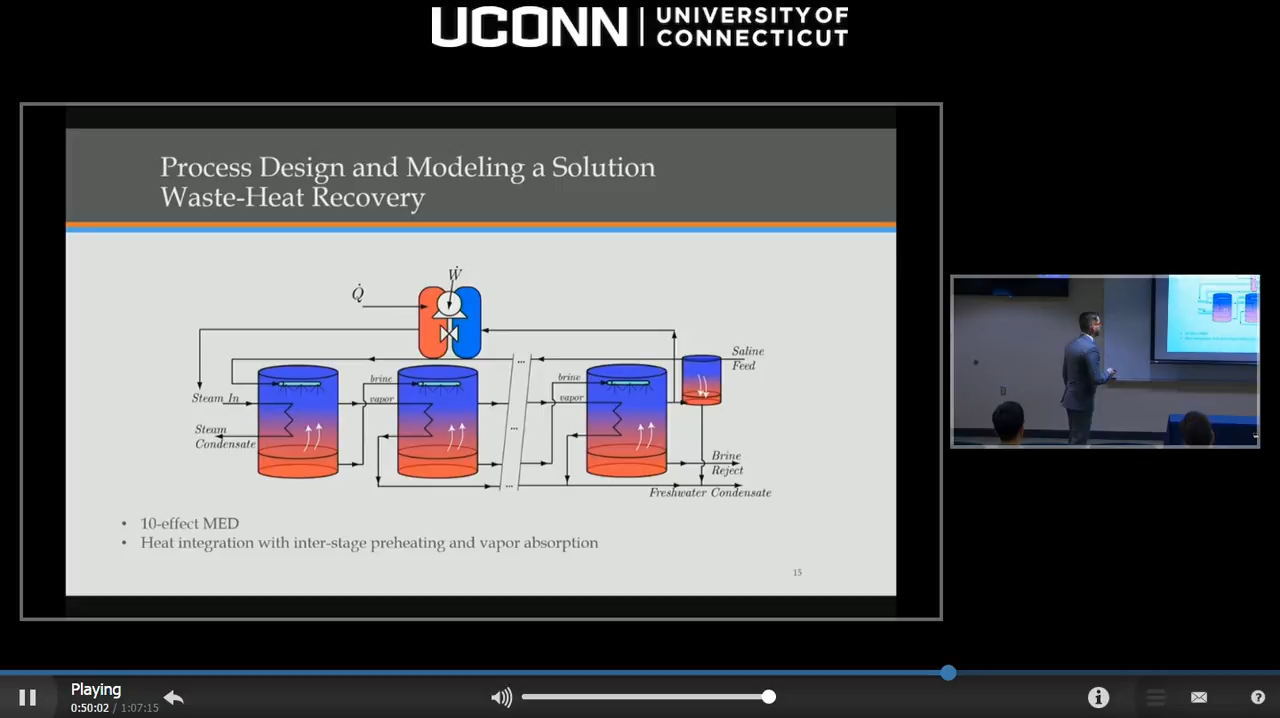 UCONN
UNIVERSITY OF
CONNECTICUT
Process Design and Modeling a Solution
Waste-Heat Recovery
Ẇ
Q̇
Saline
Feed
...
brine
brine
Steam In
vapor
vapor
Steam
Condensate
...
Brine
Reject
...
Freshwater Condensate
• 10-effect MED
• Heat integration with inter-stage preheating and vapor absorption
15
Playing
0:50:02 / 1:07:15